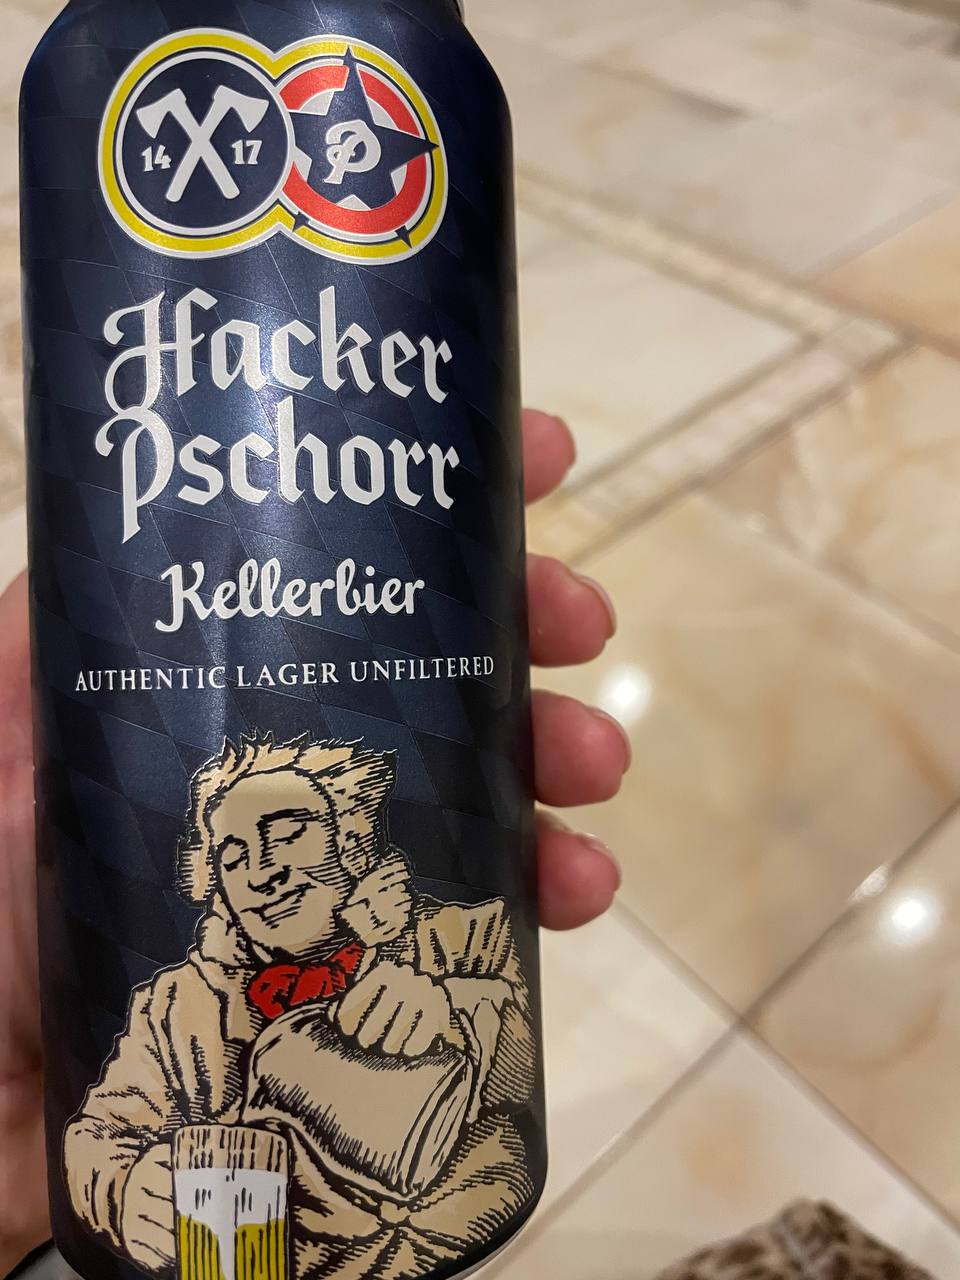 14 17
P
Hacker
Pschorr
Kellerbier
AUTHENTIC LAGER UNFILTERED